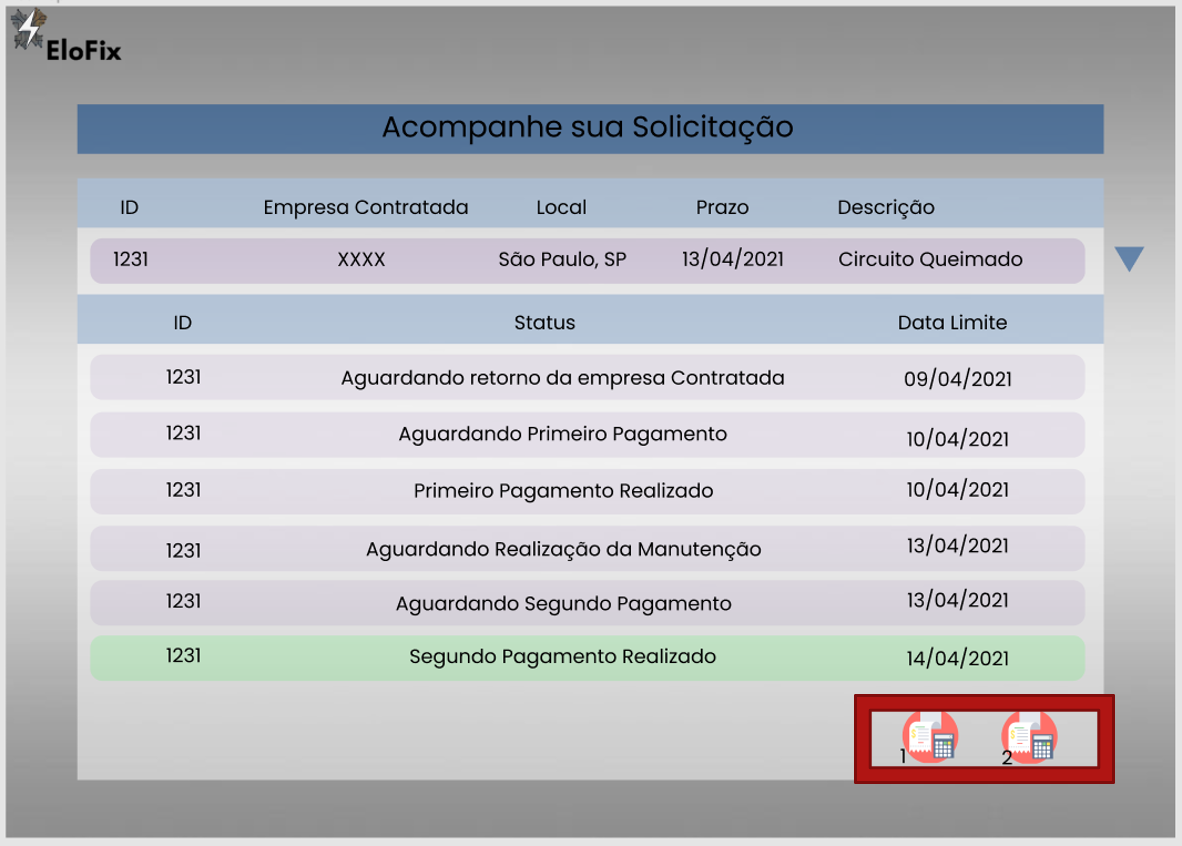 EloFix
Acompanhe sua Solicitação
ID Empresa Contratada Local Prazo Descrição
1231 XXXX São Paulo, SP 13/04/2021 Circuito Queimado
ID Status Data Limite
1231 Aguardando retorno da empresa Contratada 09/04/2021
1231 Aguardando Primeiro Pagamento 10/04/2021
1231 Primeiro Pagamento Realizado 10/04/2021
1231 Aguardando Realização da Manutenção 13/04/2021
1231 Aguardando Segundo Pagamento 13/04/2021
1231 Segundo Pagamento Realizado 14/04/2021
1 2